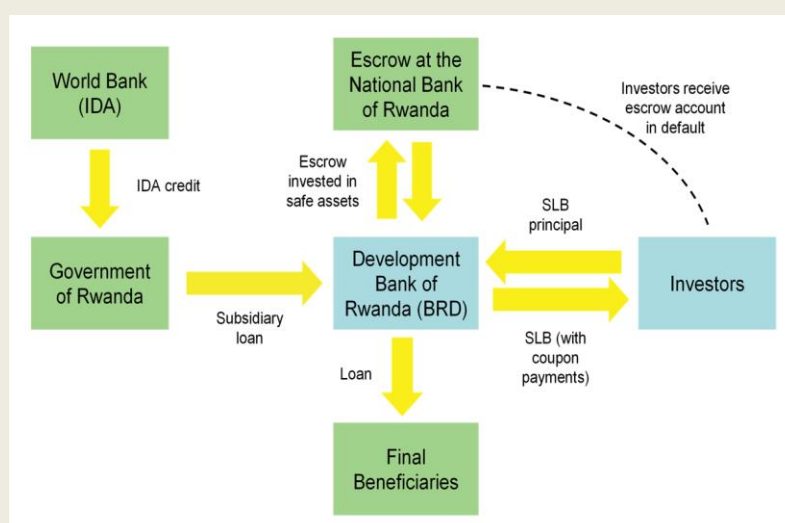 World Bank
(IDA)
Escrow at the
National Bank
of Rwanda
Investors receive
escrow account
in default
IDA credit
Escrow
invested in
safe assets
SLB
principal
Government
of Rwanda
Development
Bank of
Rwanda (BRD)
Investors
Subsidiary
loan
SLB (with
coupon
payments)
Loan
Final
Beneficiaries